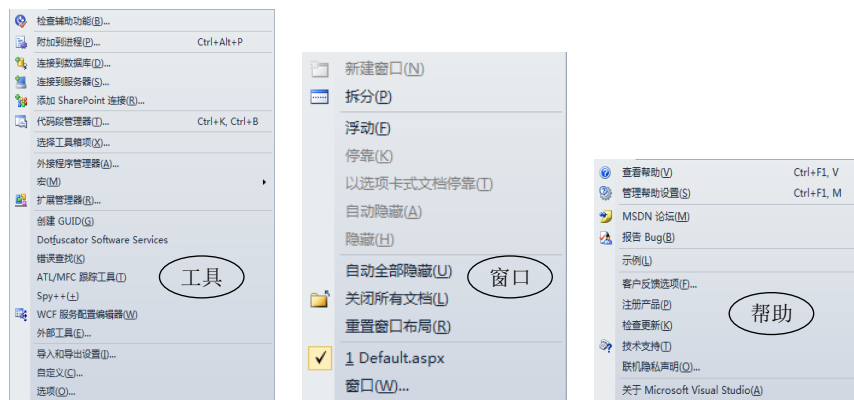 检查辅助功能(B)...
附加到进程(P)... Ctrl+Alt+P
连接到数据库(D)...
连接到服务器(S)...
添加 SharePoint 连接(R)...
代码段管理器(T)... Ctrl+K, Ctrl+B
选择工具箱项(X)...
外接程序管理器(A)...
宏(M)
扩展管理器(R)...
创建 GUID(G)
Dotfuscator Software Services
错误查找(K)
ATL/MFC 跟踪工具(T)
Spy++(+)
WCF 服务配置编辑器(W)
外部工具(E)...
导入和导出设置(I)...
自定义(C)...
选项(O)...
工具
新建窗口(N)
拆分(P)
浮动(F)
停靠(K)
以选项卡式文档停靠(T)
自动隐藏(A)
隐藏(H)
自动全部隐藏(U)
关闭所有文档(L)
重置窗口布局(R)
1 Default.aspx
窗口(W)...
窗口
查看帮助(V) Ctrl+F1, V
管理帮助设置(S) Ctrl+F1, M
MSDN 论坛(M)
报告 Bug(B)
示例(L)
客户反馈选项(F)...
注册产品(P)
检查更新(K)
技术支持(T)
联机隐私声明(O)...
关于 Microsoft Visual Studio(A)
帮助